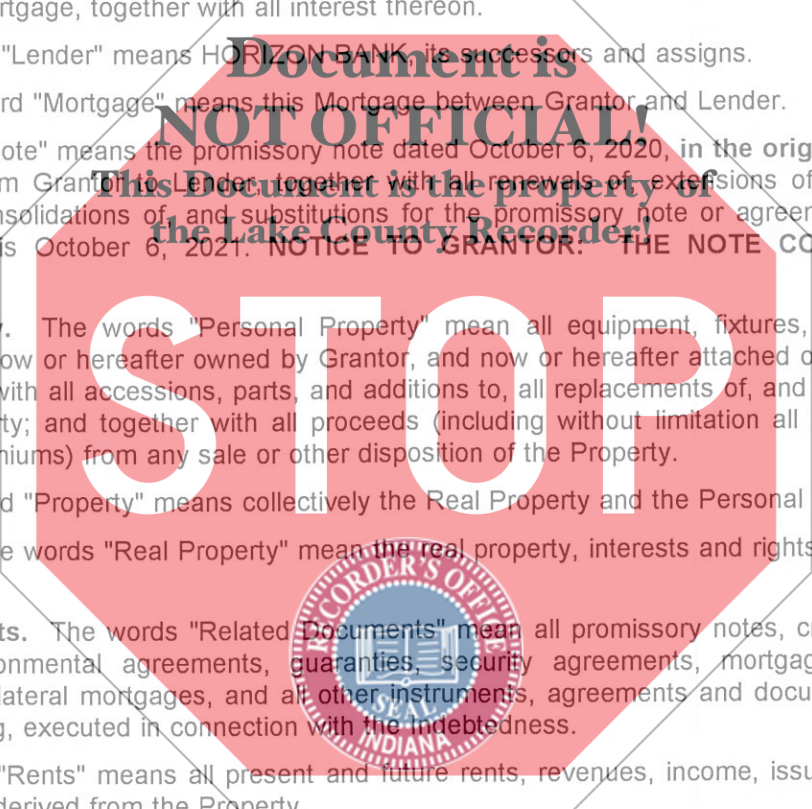 rtgage, together with all interest thereon.
"Lender" means HORIZON BANK, its successors and assigns.
Document is
rd "Mortgage" means this Mortgage between Grantor and Lender.
NOT OFFICIAL!
ote" means the promissory note dated October 6, 2020, in the orig
m Grantor to Lender, together with all renewals of, extensions of
This Document is the property of
nsolidations of, and substitutions for the promissory note or agreen
the Lake County Recorder!
is October 6, 2021. NOTICE TO GRANTOR: THE NOTE CO
y. The words "Personal Property" mean all equipment, fixtures,
ow or hereafter owned by Grantor, and now or hereafter attached o
with all accessions, parts, and additions to, all replacements of, and
ty; and together with all proceeds (including without limitation all
niums) from any sale or other disposition of the Property.
STOP
d "Property" means collectively the Real Property and the Personal
e words "Real Property" mean the real property, interests and rights
RECORDER'S OFFICE
ts. The words "Related Documents" mean all promissory notes, c
onmental agreements, guaranties, security agreements, mortgag
lateral mortgages, and all other instruments, agreements and docu
SEAL
g, executed in connection with the Indebtedness.
INDIANA
"Rents" means all present and future rents, revenues, income, issu
derived from the Property.